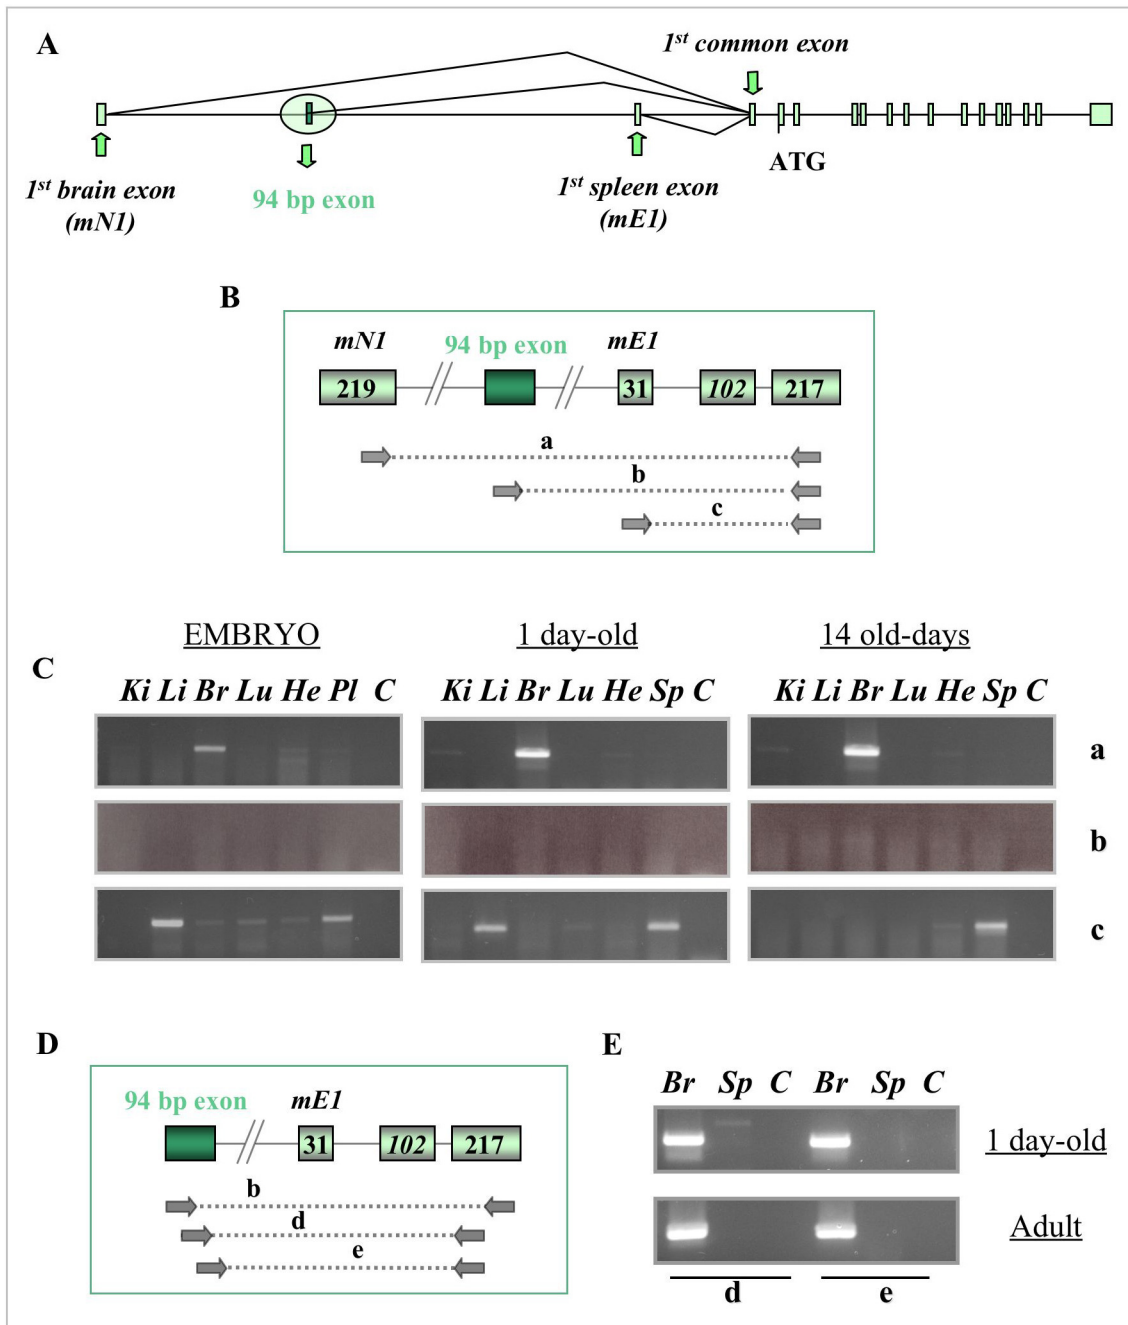 A
1st common exon
ATG
1st brain exon
(mN1)
94 bp exon
1st spleen exon
(mE1)
B
mN1
94 bp exon
mE1
219
31
102
217
a
b
c
C
EMBRYO
1 day-old
14 old-days
Ki Li Br Lu He Pl C
Ki Li Br Lu He Sp C
Ki Li Br Lu He Sp C
a
b
c
D
94 bp exon
mE1
31
102
217
b
d
e
E
Br Sp C Br Sp C
1 day-old
Adult
d
e